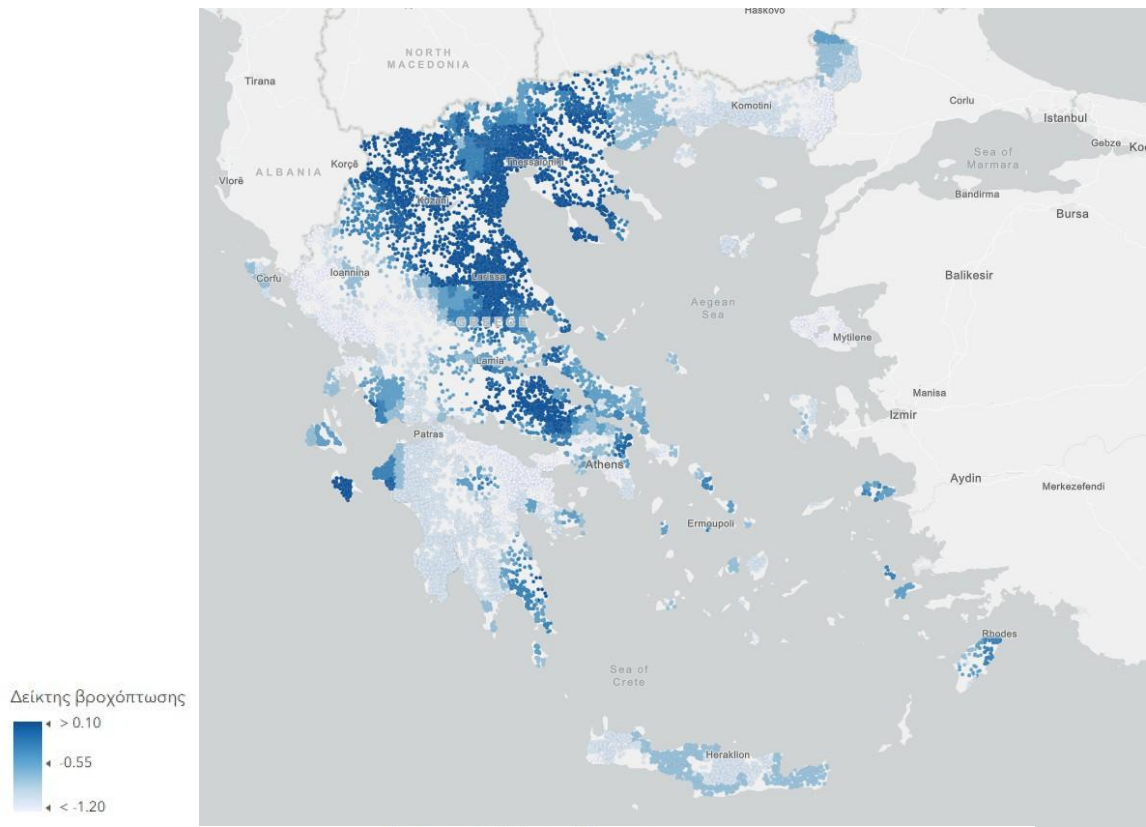 Haskovo
NORTH
MACEDONIA
Tirana
Komotini
Corlu
Istanbul
Gebze
Thessaloniki
Korçë
ALBANIA
Sea of
Marmara
Vlorë
Kozani
Bandirma
Bursa
Corfu
Ioannina
Larissa
Balikesir
Aegean
Sea
GREECE
Mytilene
Lamia
Manisa
Izmir
Patras
Athens
Aydin
Merkezefendi
Ermoupoli
Rhodes
Sea of
Crete
Δείκτης βροχόπτωσης
> 0.10
-0.55
< -1.20
Heraklion